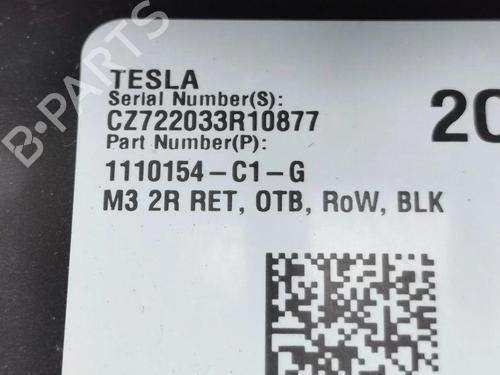 TESLA
Serial Number(S):
CZ722033R10877
Part Number(P):
1110154-C1-G
M3 2R RET, OTB, RoW, BLK
20
B-PARTS